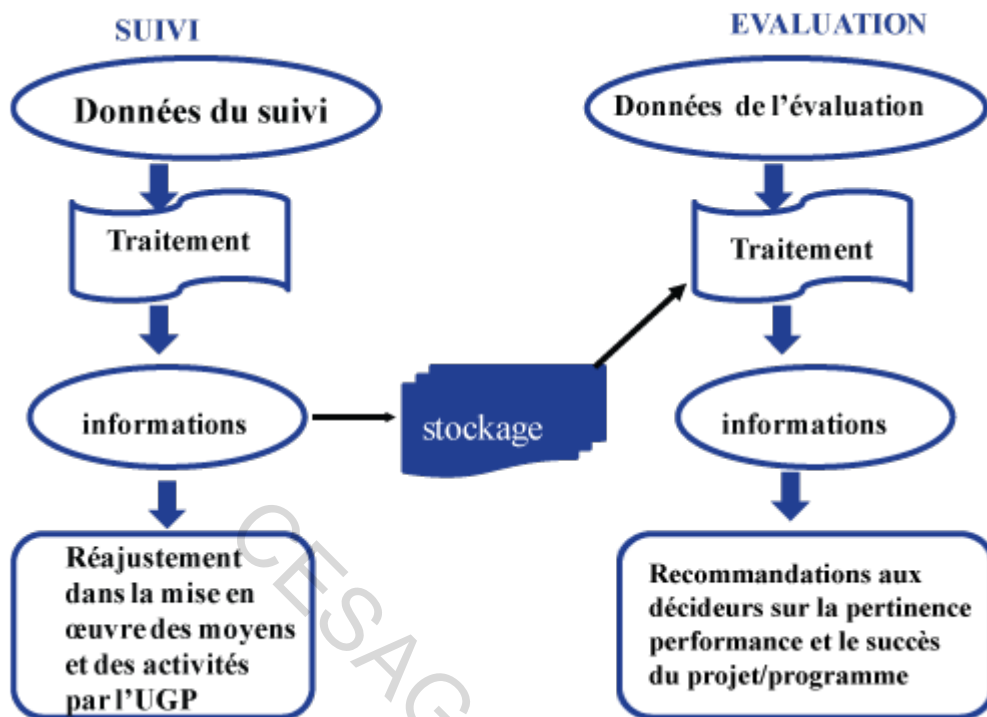 SUIVI
EVALUATION
Données du suivi
Données de l’évaluation
Traitement
Traitement
informations
stockage
informations
Réajustement
dans la mise en
œuvre des moyens
et des activités
par l’UGP
Recommandations aux
décideurs sur la pertinence
performance et le succès
du projet/programme
CESAG